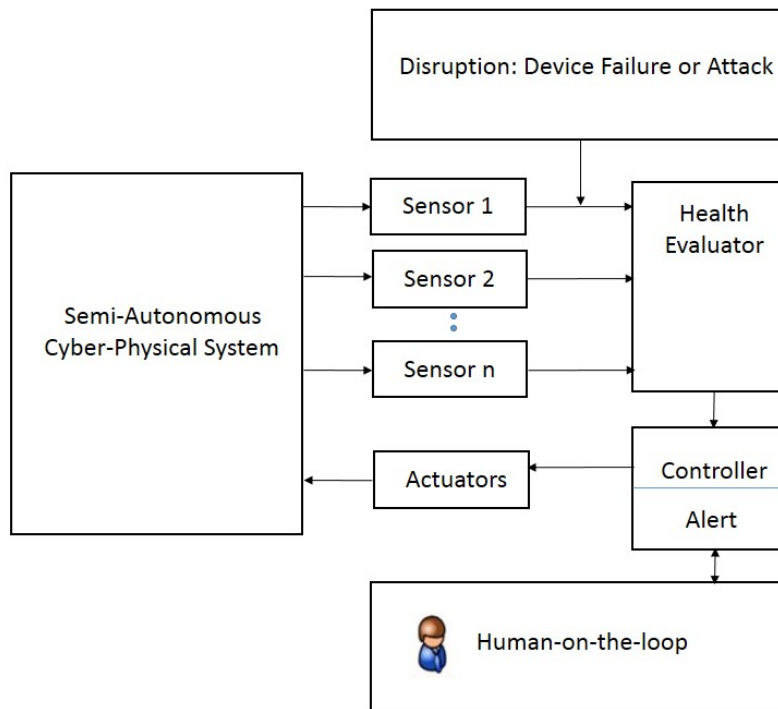 Disruption: Device Failure or Attack
Sensor 1
Health
Evaluator
Sensor 2
Semi-Autonomous
Cyber-Physical System
Sensor n
Actuators
Controller
Alert
Human-on-the-loop